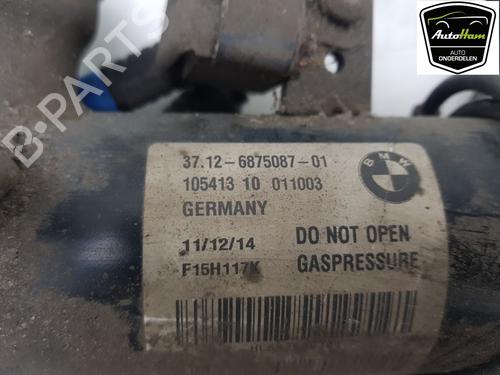 AutoHam
AUTO
ONDERDELEN
BMW
37.12-6875087-01
105413 10 011003
GERMANY
11/12/14 DO NOT OPEN
F15H117K GASPRESSURE